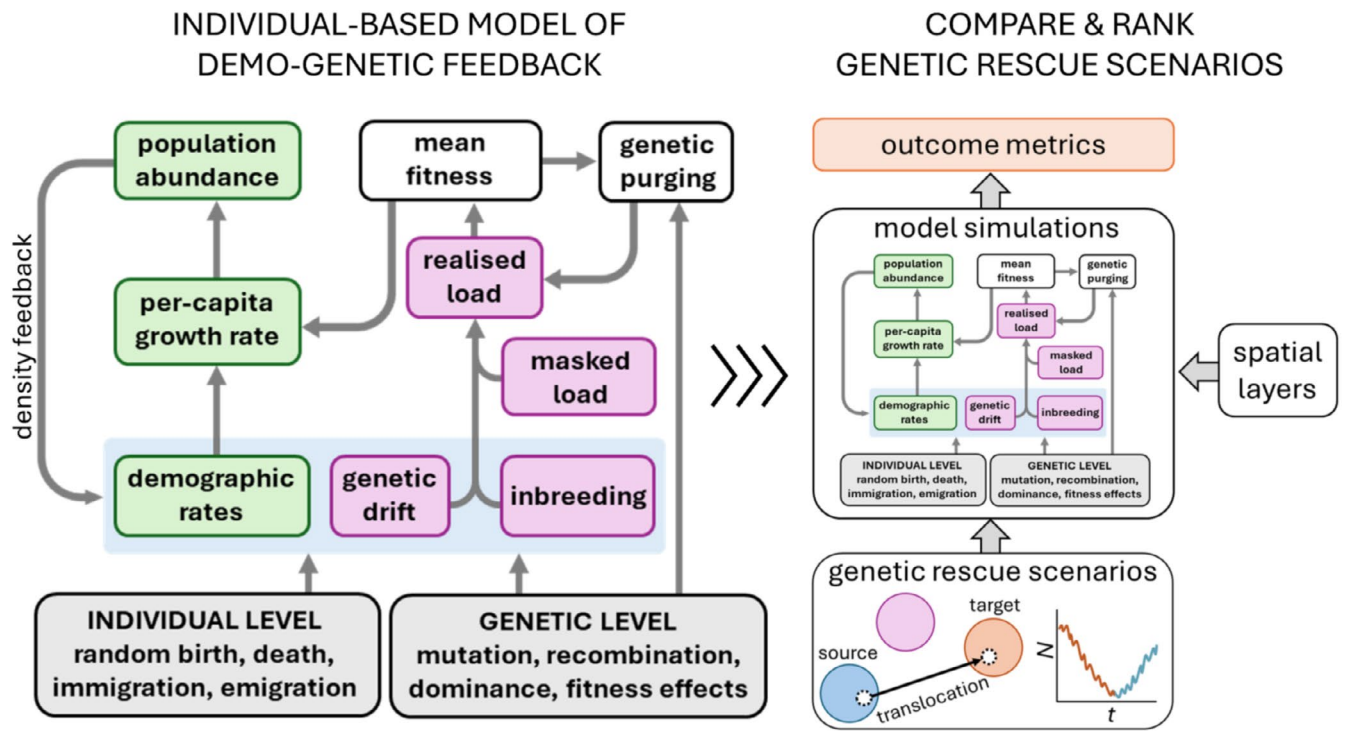 INDIVIDUAL-BASED MODEL OF
DEMO-GENETIC FEEDBACK
population
abundance
mean
fitness
genetic
purging
density feedback
realised
load
per-capita
growth rate
masked
load
demographic
rates
genetic
drift
inbreeding
INDIVIDUAL LEVEL
random birth, death,
immigration, emigration
GENETIC LEVEL
mutation, recombination,
dominance, fitness effects
COMPARE & RANK
GENETIC RESCUE SCENARIOS
outcome metrics
model simulations
population
abundance
mean
fitness
genetic
purging
realised
load
per-capita
growth rate
masked
load
demographic
rates
genetic
drift
inbreeding
INDIVIDUAL LEVEL
random birth, death,
immigration, emigration
GENETIC LEVEL
mutation, recombination,
dominance, fitness effects
spatial
layers
genetic rescue scenarios
source
target
translocation
N
t